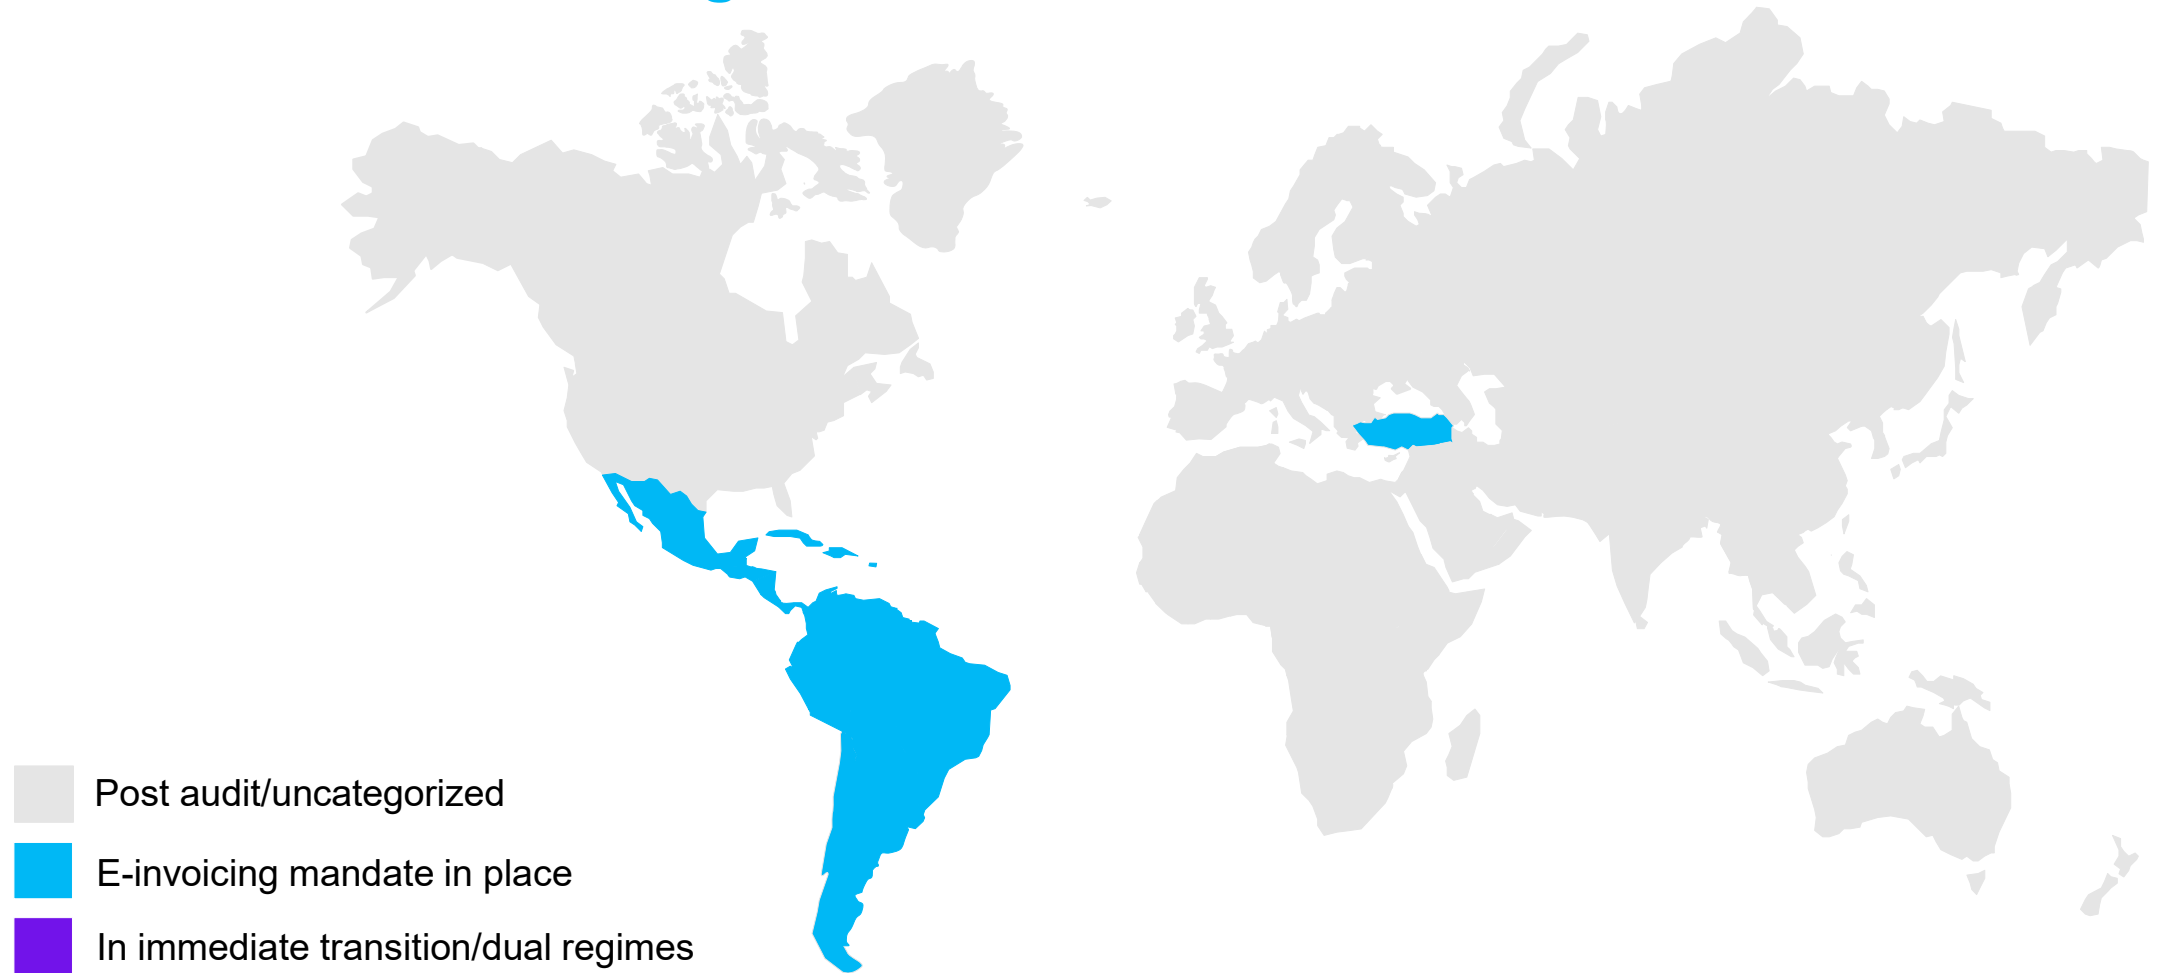 Post audit/uncategorized
E-invoicing mandate in place
In immediate transition/dual regimes